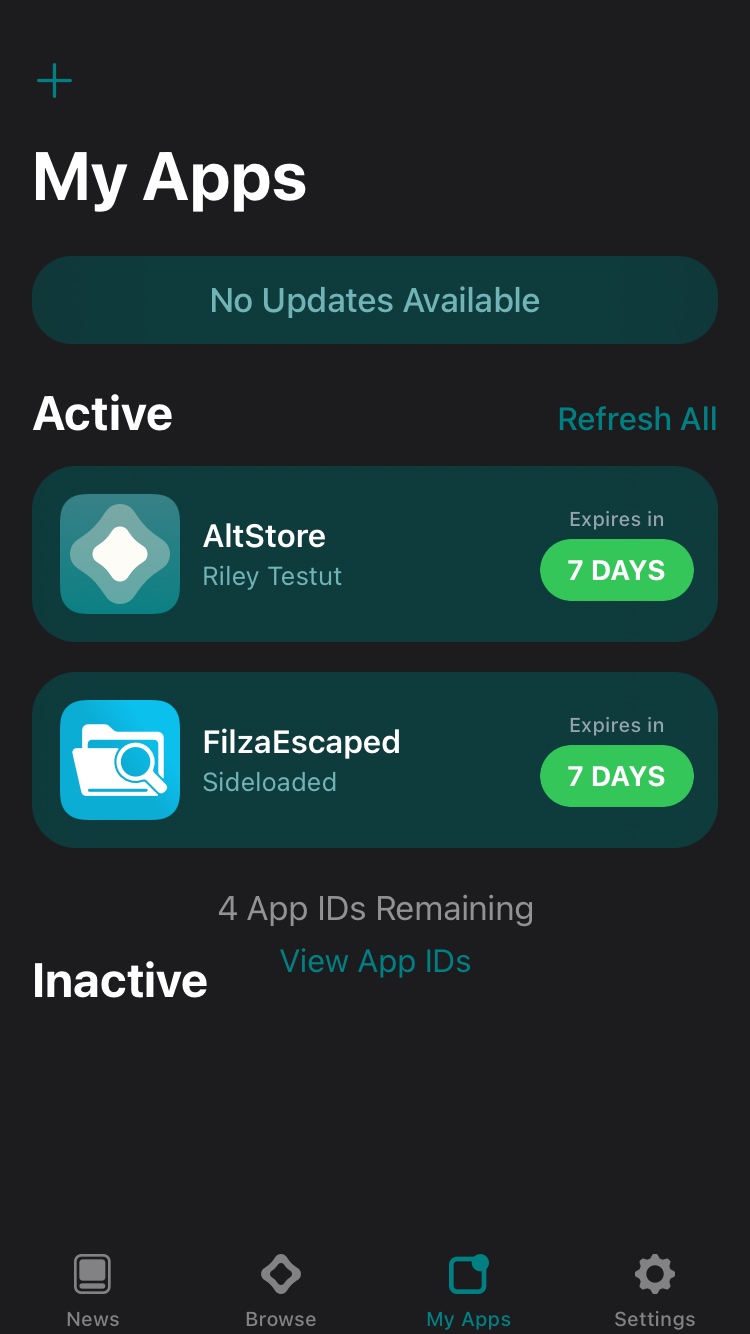 My Apps
No Updates Available
Active
Refresh All
AltStore
Riley Testut
Expires in
7 DAYS
FilzaEscaped
Sideloaded
Expires in
7 DAYS
4 App IDs Remaining
View App IDs
Inactive
News
Browse
My Apps
Settings